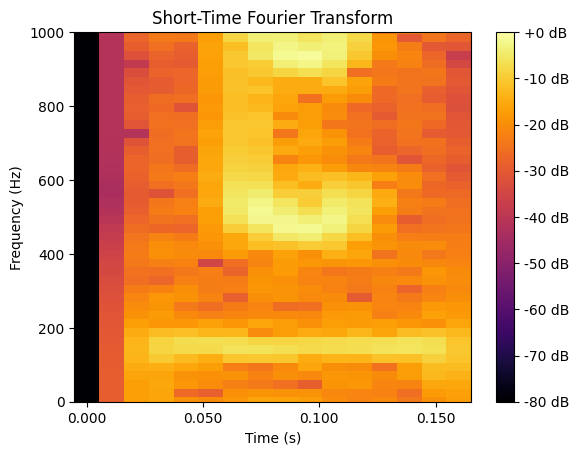 Short-Time Fourier Transform
1000
800
600
400
200
0
Frequency (Hz)
0.000
0.050
0.100
0.150
Time (s)
+0 dB
-10 dB
-20 dB
-30 dB
-40 dB
-50 dB
-60 dB
-70 dB
-80 dB